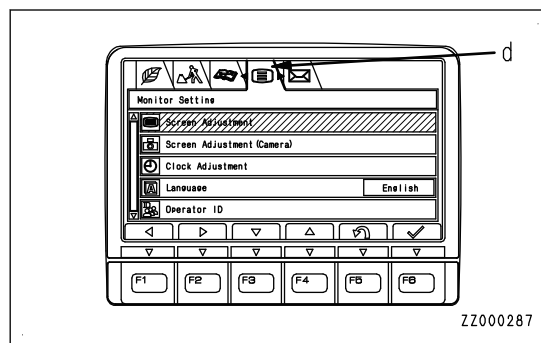 d
Monitor Setting
Screen Adjustment
Screen Adjustment (Camera)
Clock Adjustment
A Language English
ID Operator ID
F1 F2 F3 F4 F5 F6
ZZ000287